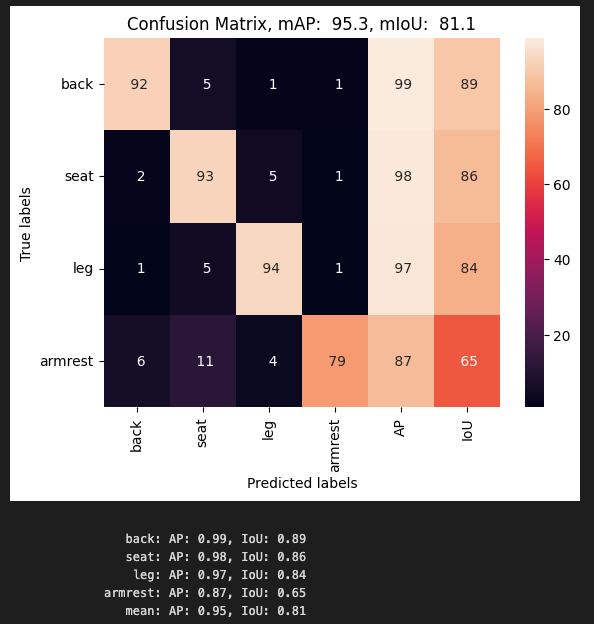 Confusion Matrix, mAP:  95.3, mIoU:  81.1
back 92 5 1 1 99 89
seat 2 93 5 1 98 86
leg 1 5 94 1 97 84
armrest 6 11 4 79 87 65
True labels
80
60
40
20
back seat leg armrest AP IoU
Predicted labels
back: AP: 0.99, IoU: 0.89
seat: AP: 0.98, IoU: 0.86
leg: AP: 0.97, IoU: 0.84
armrest: AP: 0.87, IoU: 0.65
mean: AP: 0.95, IoU: 0.81